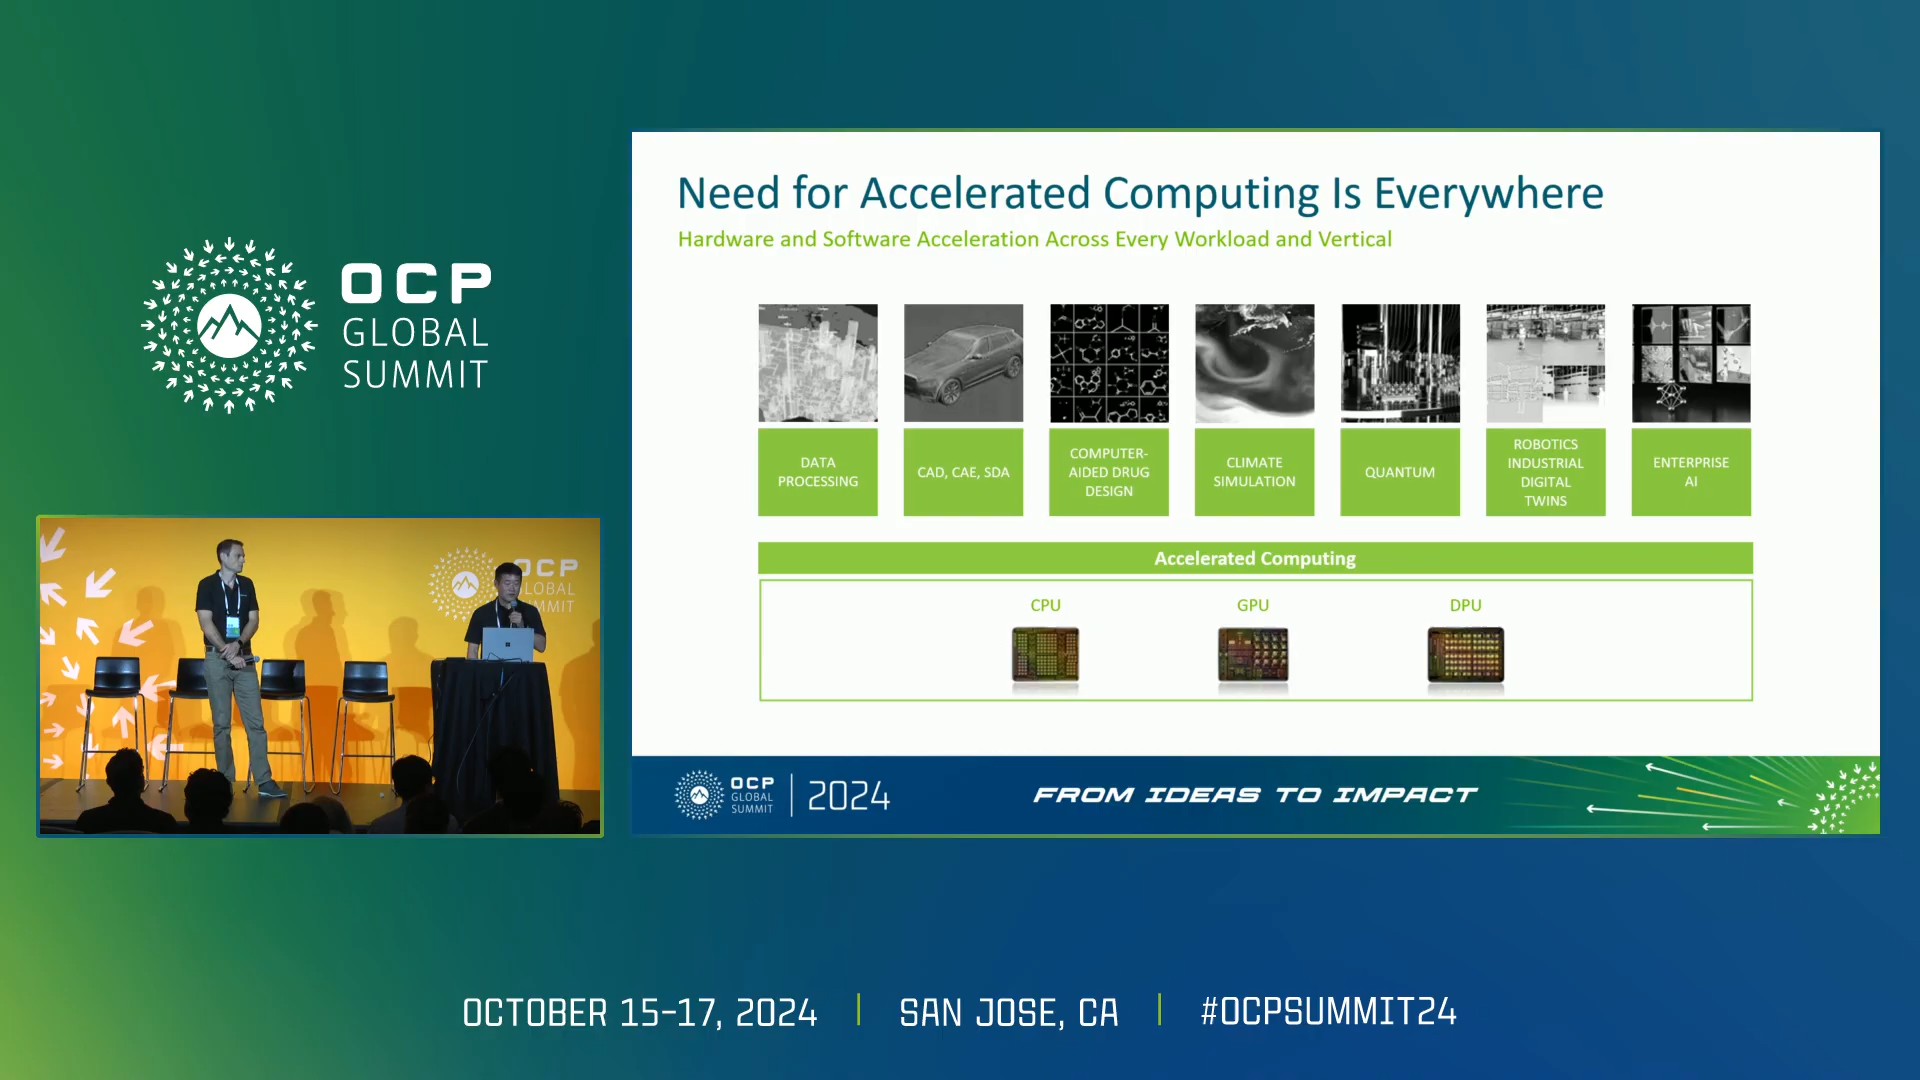 OCP
GLOBAL
SUMMIT
Need for Accelerated Computing Is Everywhere
Hardware and Software Acceleration Across Every Workload and Vertical
DATA
PROCESSING
CAD, CAE, SDA
COMPUTER-
AIDED DRUG
DESIGN
CLIMATE
SIMULATION
QUANTUM
ROBOTICS
INDUSTRIAL
DIGITAL
TWINS
ENTERPRISE
AI
Accelerated Computing
CPU
GPU
DPU
OCP
GLOBAL
SUMMIT
2024
FROM IDEAS TO IMPACT
OCP
OCTOBER 15-17, 2024
SAN JOSE, CA
#OCPSUMMIT24